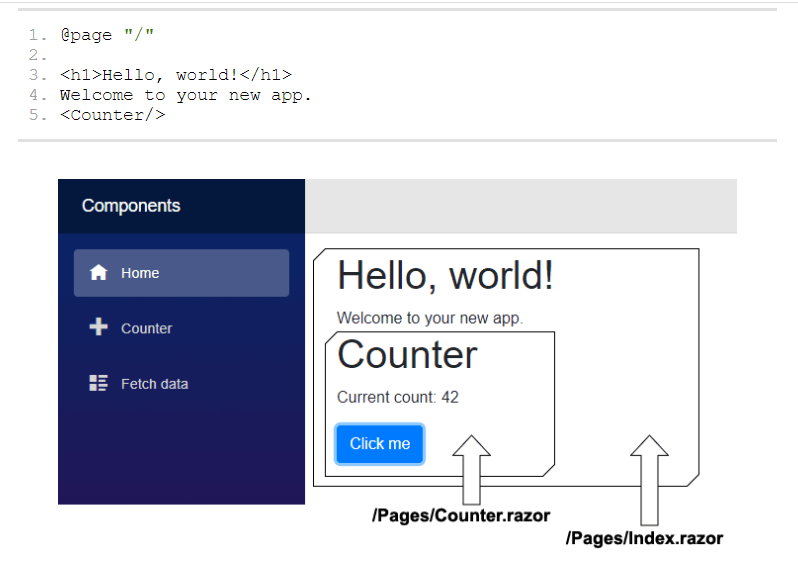 1. @page "/"
2.
3. <h1>Hello, world!</h1>
4. Welcome to your new app.
5. <Counter/>
Components
Home
Counter
Fetch data
Hello, world!
Welcome to your new app.
Counter
Current count: 42
Click me
/Pages/Counter.razor
/Pages/Index.razor